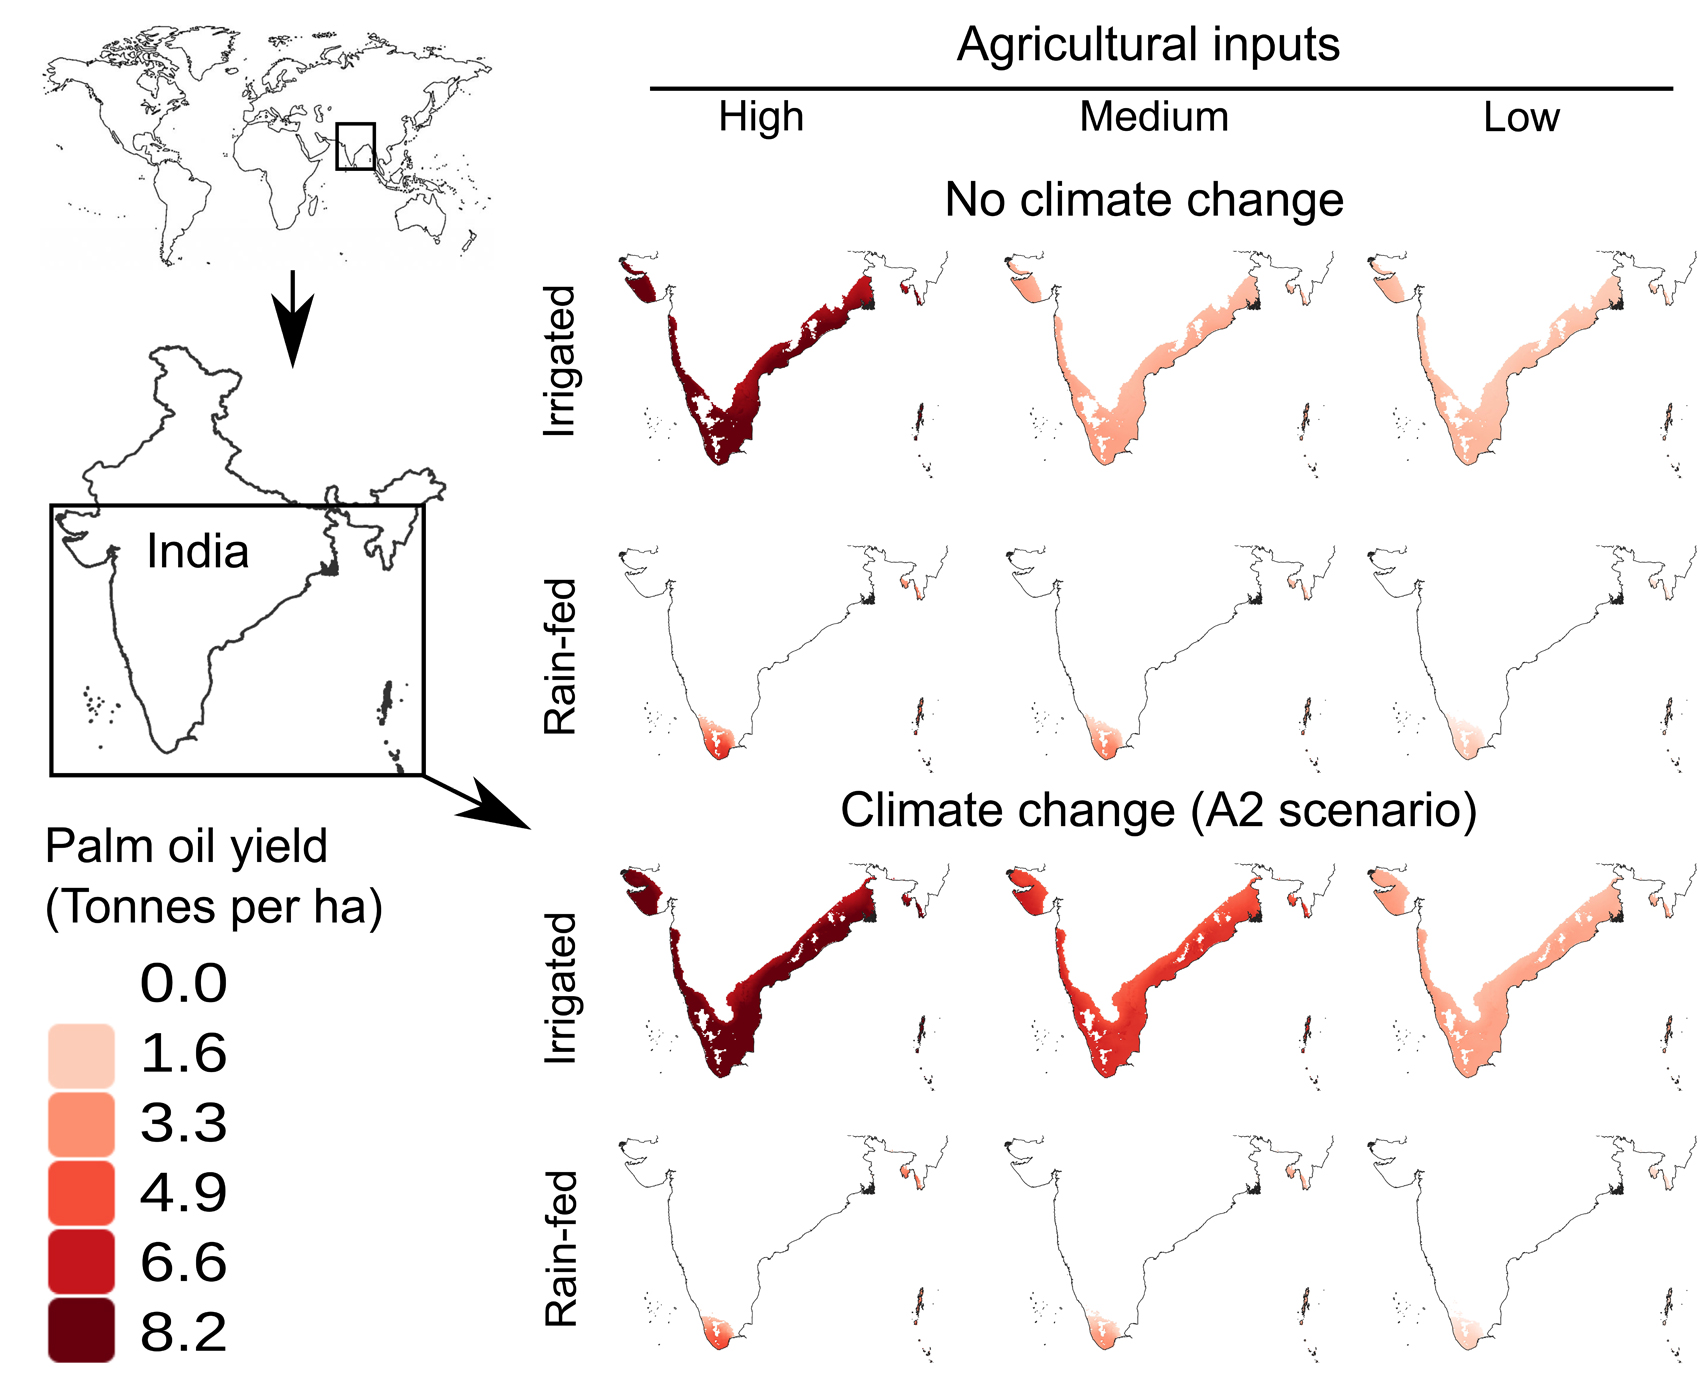 Agricultural inputs
High Medium Low
No climate change
Irrigated
Rain-fed
India
Climate change (A2 scenario)
Irrigated
Rain-fed
Palm oil yield
(Tonnes per ha)
0.0
1.6
3.3
4.9
6.6
8.2